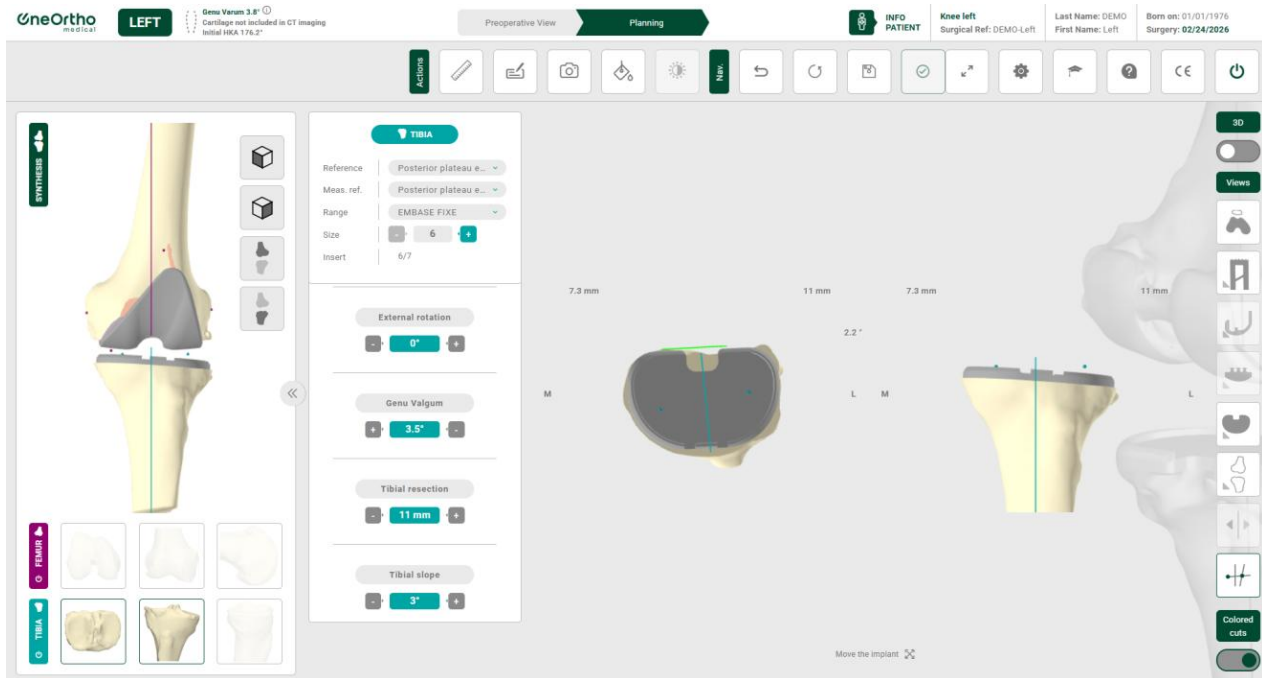 OneOrtho
medical
LEFT
Genu Varum 3.8°
Cartilage not included in CT imaging
Initial HKA 176.2°
Preoperative View
Planning
INFO
PATIENT
Knee left
Surgical Ref: DEMO-Left
Last Name: DEMO
First Name: Left
Born on: 01/01/1976
Surgery: 02/24/2026
Actions
Nav.
CE
SYNTHESIS
FEMUR
TIBIA
TIBIA
Reference Posterior plateau e...
Meas. ref. Posterior plateau e...
Range EMBASE FIXE
Size - 6 +
Insert 6/7
External rotation
- 0° +
Genu Valgum
+ 3.5° -
Tibial resection
- 11 mm +
Tibial slope
- 3° +
7.3 mm 11 mm 7.3 mm 11 mm
2.2 °
M L M L
Move the implant
3D
Views
Colored
cuts